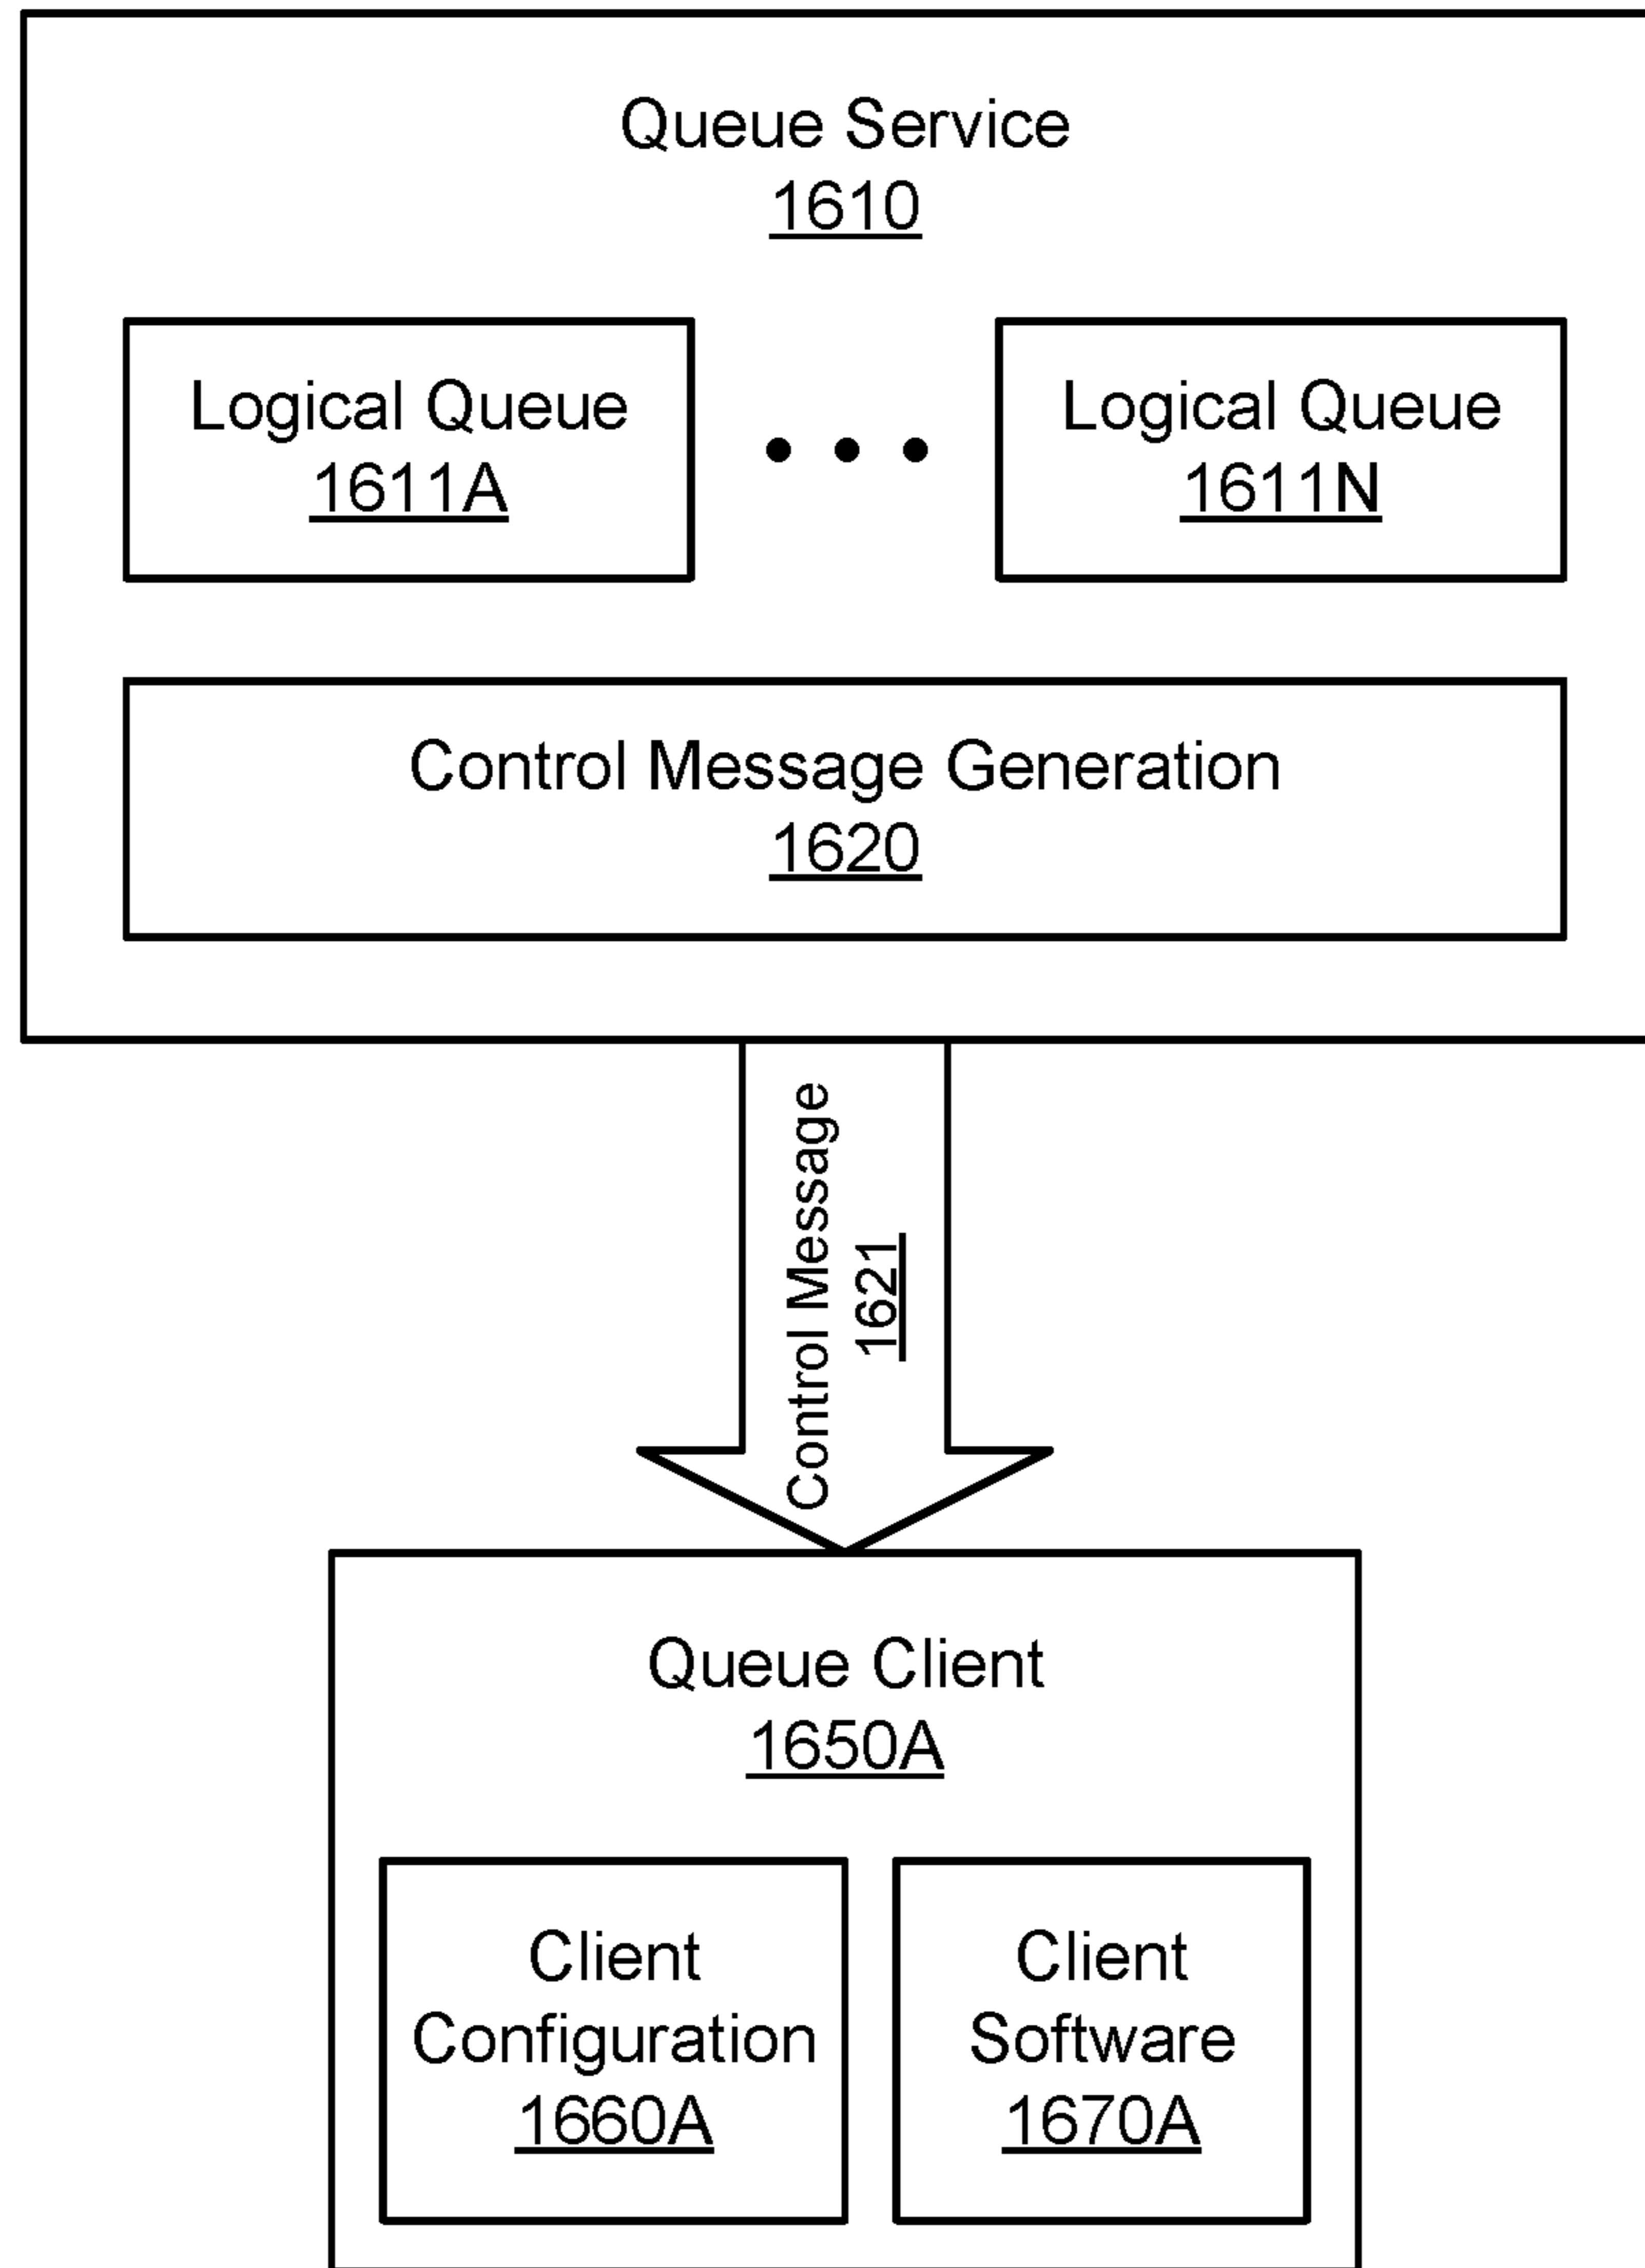 Queue Service
1610
Logical Queue
1611A
Logical Queue
1611N
Control Message Generation
1620
Control Message
1621
Queue Client
1650A
Client
Configuration
1660A
Client
Software
1670A